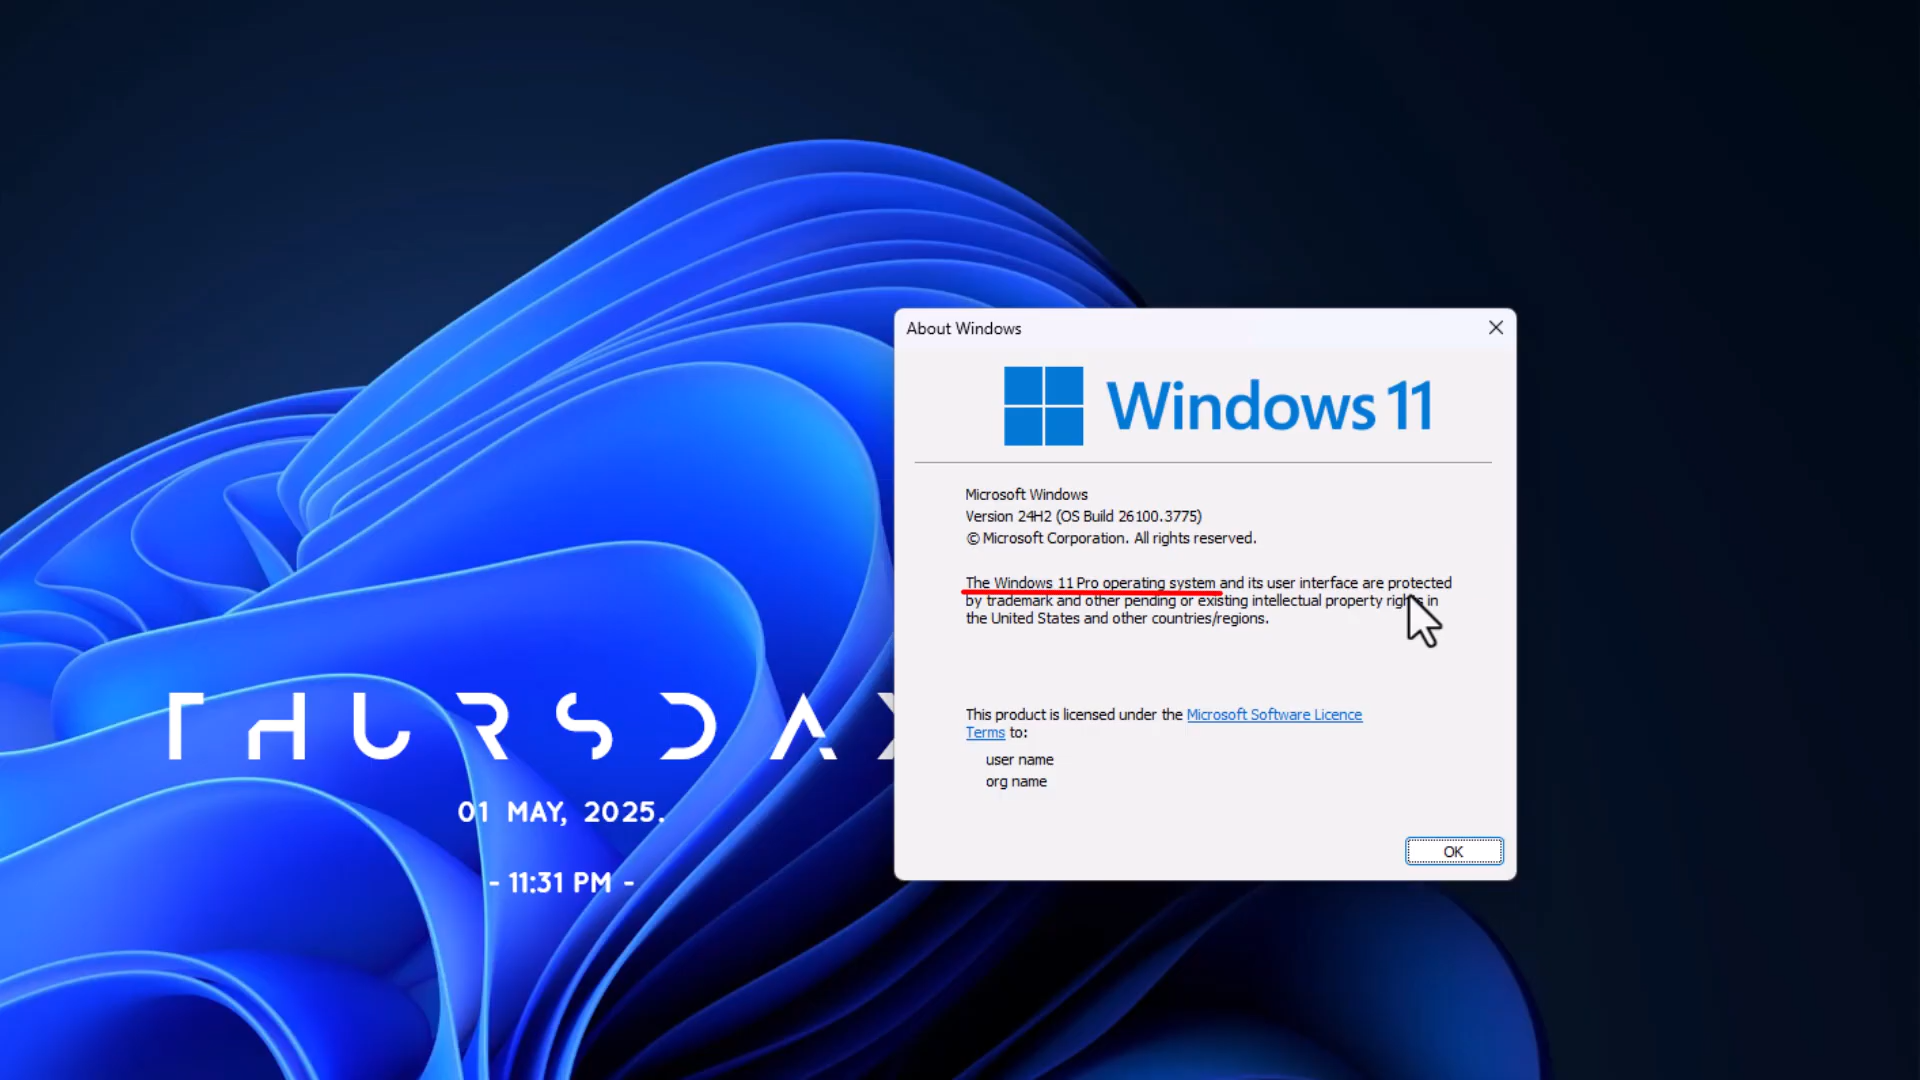 About Windows
Windows 11
Microsoft Windows
Version 24H2 (OS Build 26100.3775)
© Microsoft Corporation. All rights reserved.
The Windows 11 Pro operating system and its user interface are protected
by trademark and other pending or existing intellectual property rights in
the United States and other countries/regions.
This product is licensed under the Microsoft Software Licence
Terms to:
user name
org name
OK
THURSDAY
01 MAY, 2025.
- 11:31 PM -